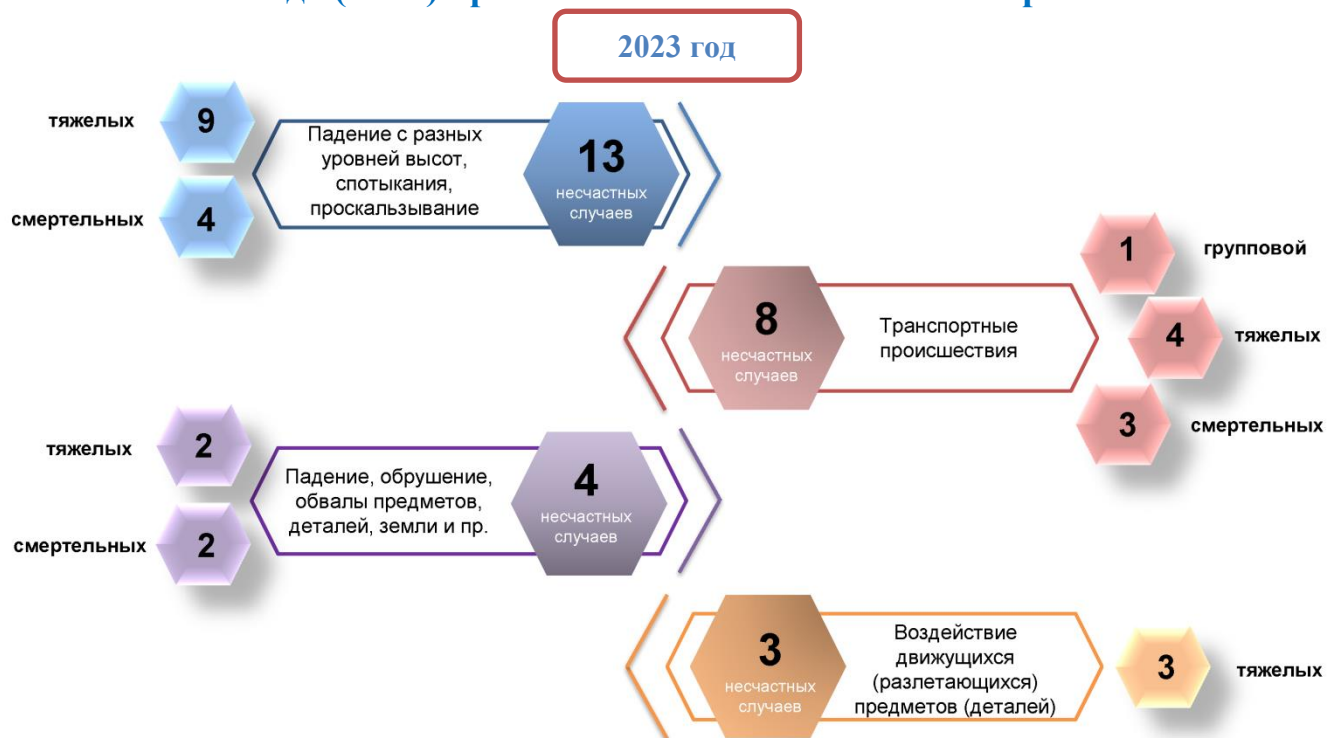 2023 год
тяжелых
9
смертельных
4
Падение с разных
уровней высот,
спотыкания,
проскальзывание
13
несчастных
случаев
8
несчастных
случаев
Транспортные
происшествия
1
групповой
4
тяжелых
3
смертельных
тяжелых
2
смертельных
2
Падение, обрушение,
обвалы предметов,
деталей, земли и пр.
4
несчастных
случаев
3
несчастных
случаев
Воздействие
движущихся
(разлетающихся)
предметов (деталей)
3
тяжелых